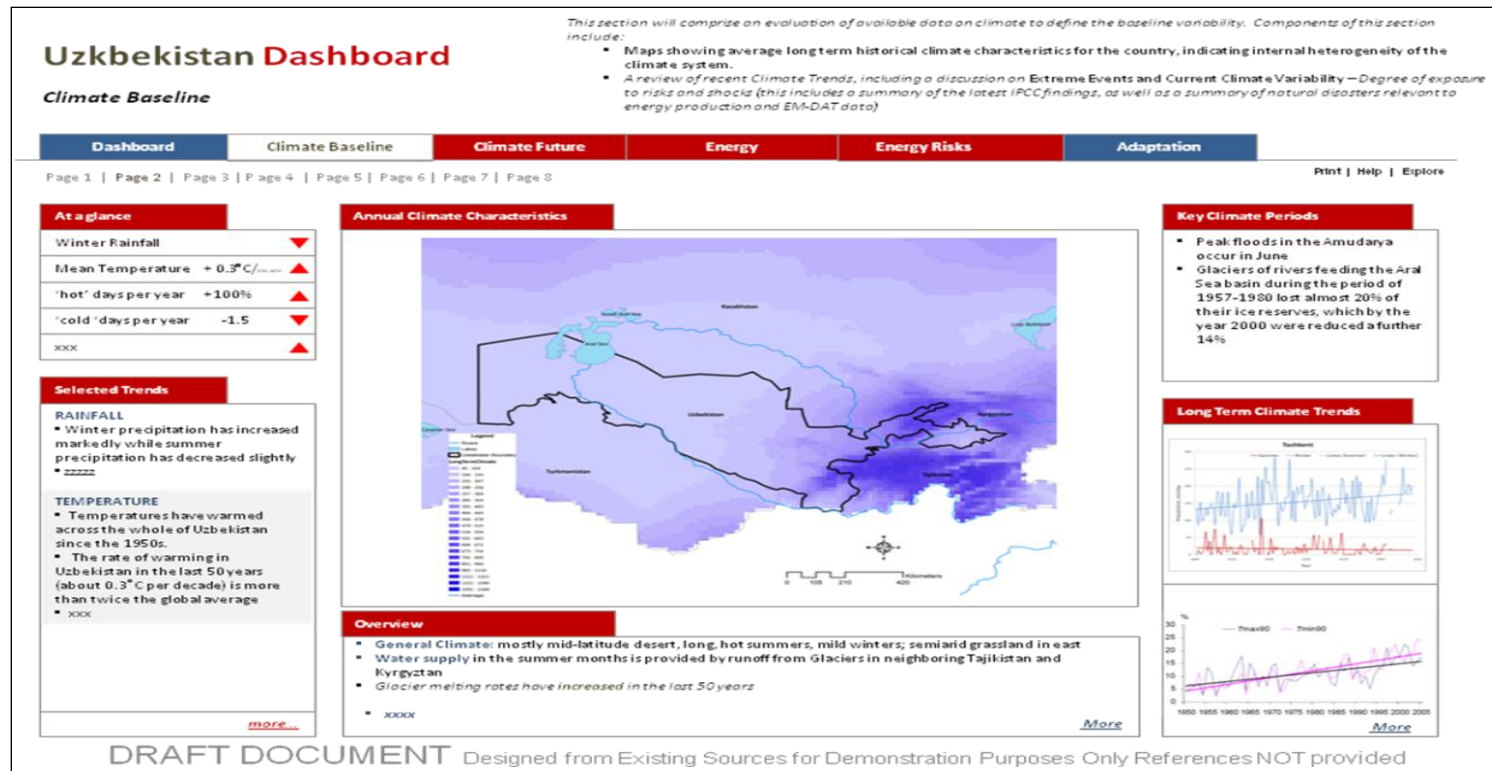 This section will comprise an evaluation of available data on climate to define the baseline variability. Components of this section
include:
▪ Maps showing average long term historical climate characteristics for the country, indicating internal heterogeneity of the
climate system.
▪ A review of recent Climate Trends, including a discussion on Extreme Events and Current Climate Variability – Degree of exposure
to risks and shocks (this includes a summary of the latest IPCC findings, as well as a summary of natural disasters relevant to
energy production and EM-DAT data)
Uzkbekistan Dashboard
Climate Baseline
Dashboard Climate Baseline Climate Future Energy Energy Risks Adaptation
Page 1 | Page 2 | Page 3 | Page 4 | Page 5 | Page 6 | Page 7 | Page 8
Print | Help | Explore
At a glance
Winter Rainfall
Mean Temperature + 0.3°C/
'hot' days per year +100%
'cold 'days per year -1.5
xxx
Selected Trends
RAINFALL
▪ Winter precipitation has increased
markedly while summer
precipitation has decreased slightly
▪ zzzzz
TEMPERATURE
▪ Temperatures have warmed
across the whole of Uzbekistan
since the 1950s.
▪ The rate of warming in
Uzbekistan in the last 50 years
(about 0.3°C per decade) is more
than twice the global average
▪ xxx
more...
Annual Climate Characteristics
Kazakhstan
Aral Sea
Uzbekistan
Kyrgyzstan
Turkmenistan
Legend
Rivers
Lakes
Uzbekistan Boundary
Kilometers
0 105 210 420
Overview
▪ General Climate: mostly mid-latitude desert, long, hot summers, mild winters; semiarid grassland in east
▪ Water supply in the summer months is provided by runoff from Glaciers in neighboring Tajikistan and
Kyrgyztan
▪ Glacier melting rates have increased in the last 50 years
▪ xxxx
More
Key Climate Periods
▪ Peak floods in the Amudarya
occur in June
▪ Glaciers of rivers feeding the Aral
Sea basin during the period of
1957-1980 lost almost 20% of
their ice reserves, which by the
year 2000 were reduced a further
14%
Long Term Climate Trends
Tashkent
Summer Winter Linear (Summer) Linear (Winter)
Year
%
Tmax90 Tmin90
30
25
20
15
10
5
0
1950 1955 1960 1965 1970 1975 1980 1985 1990 1995 2000 2005
More
DRAFT DOCUMENT Designed from Existing Sources for Demonstration Purposes Only References NOT provided